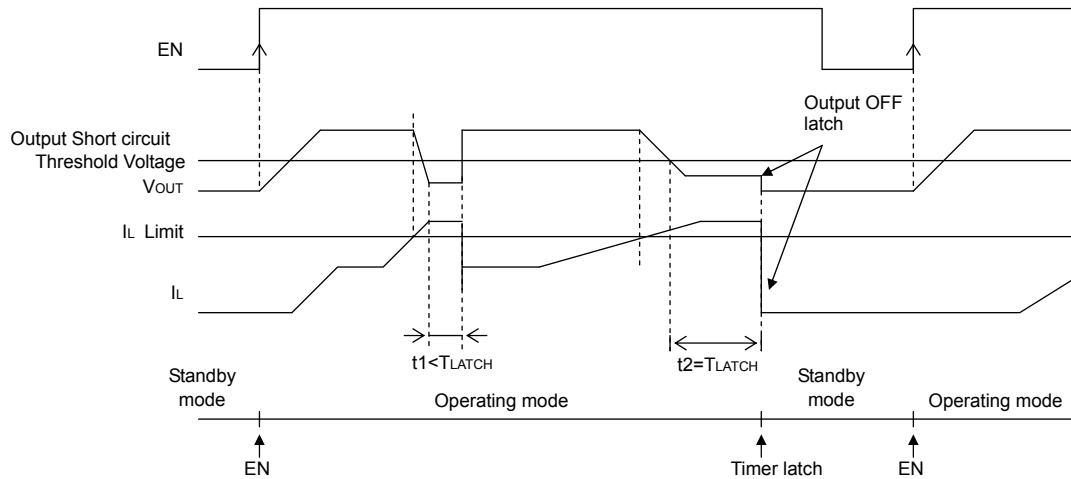 EN
Output OFF
latch
Output Short circuit
Threshold Voltage
VOUT
IL Limit
IL
t1<TLATCH
t2=TLATCH
Standby
mode
Operating mode
Standby
mode
Operating mode
EN
Timer latch
EN